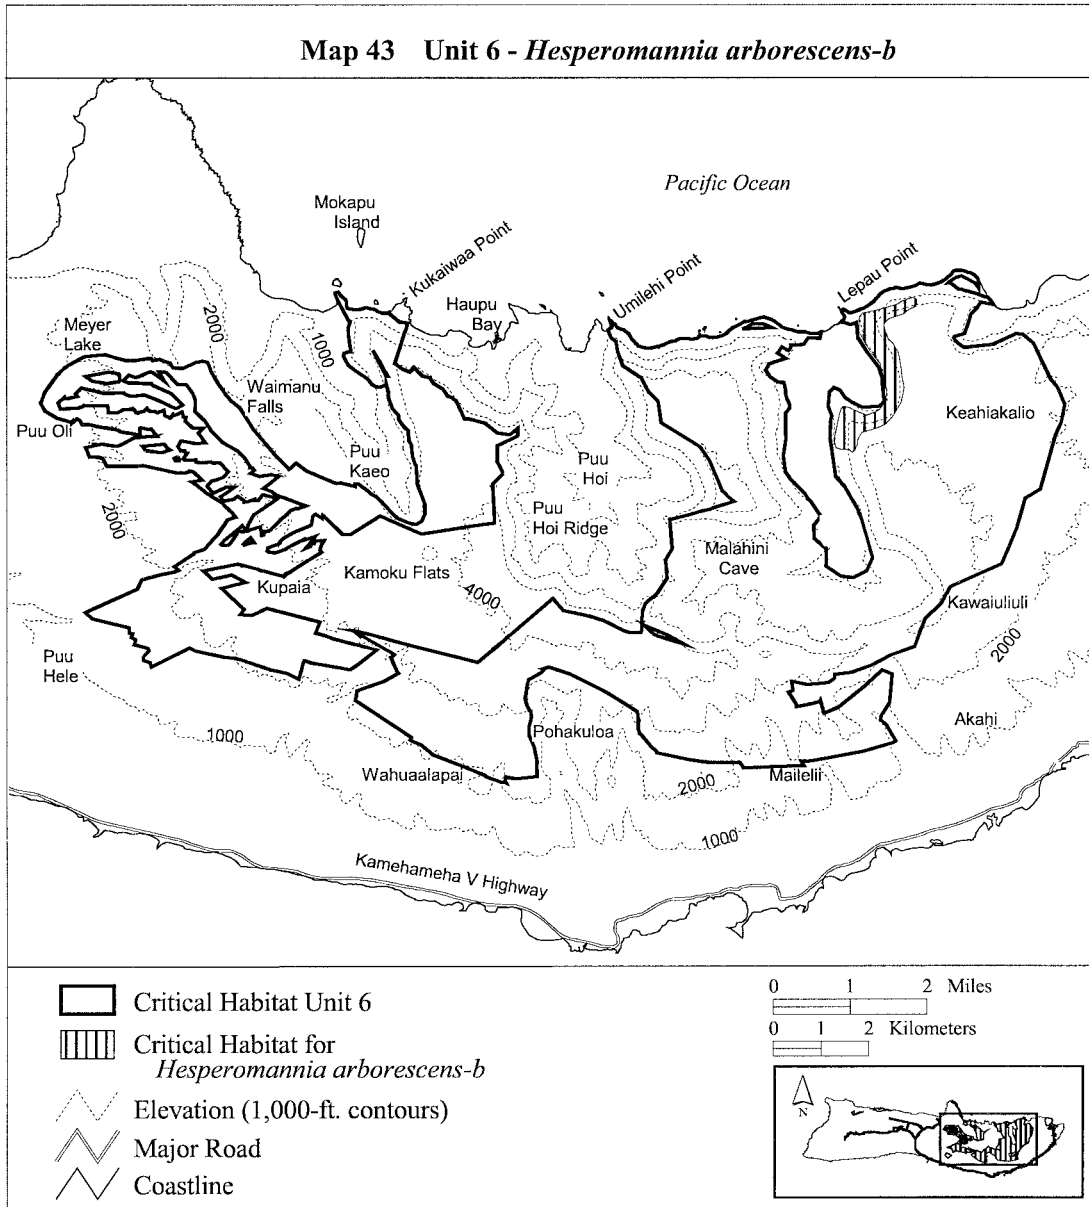 Map 43 Unit 6 - Hesperomannia arborescens-b
Pacific Ocean
Mokapu
Island
Kukaiwaa Point
Haupu
Bay
Umilehi Point
Lepau Point
Meyer
Lake
2000
1000
Waimanu
Falls
Puu Oli
Puu
Kaeo
Puu
Hoi
Puu
Hoi Ridge
Keahiakalio
2000
Malahini
Cave
Kupaia
Kamoku Flats
4000
Kawaiuliuli
2000
Puu
Hele
1000
Pohakuloa
Akahi
Wahuaalapai
Mailelii
2000
1000
Kamehameha V Highway
Critical Habitat Unit 6
Critical Habitat for
Hesperomannia arborescens-b
Elevation (1,000-ft. contours)
Major Road
Coastline
0 1 2 Miles
0 1 2 Kilometers
N